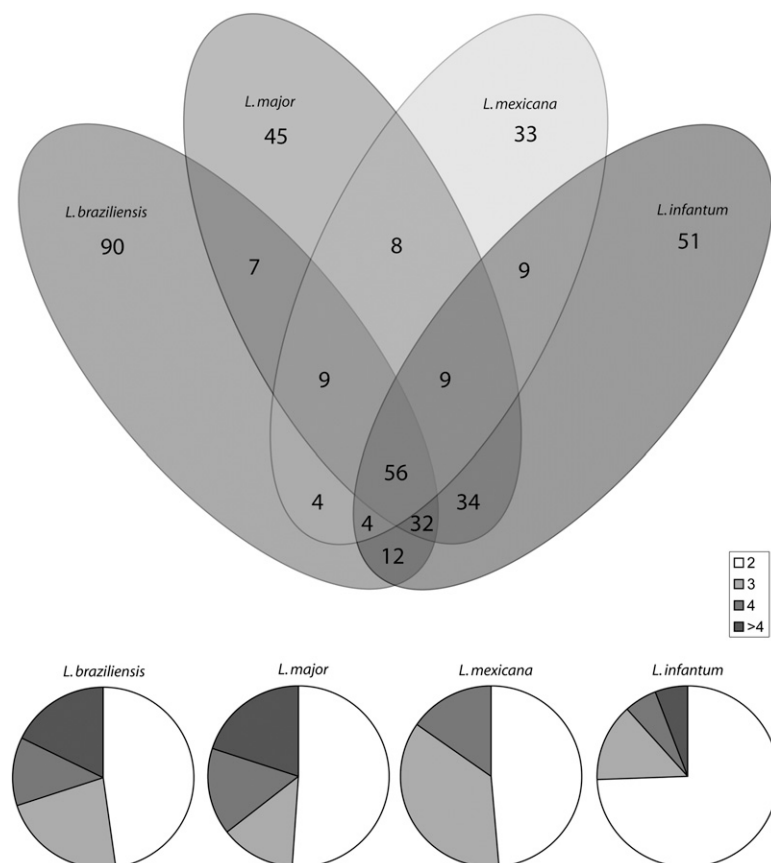 L. major
45
L. mexicana
33
L. braziliensis
90
L. infantum
51
7
8
9
9
9
56
4
34
4
32
12
2
3
4
>4
L. braziliensis
L. major
L. mexicana
L. infantum